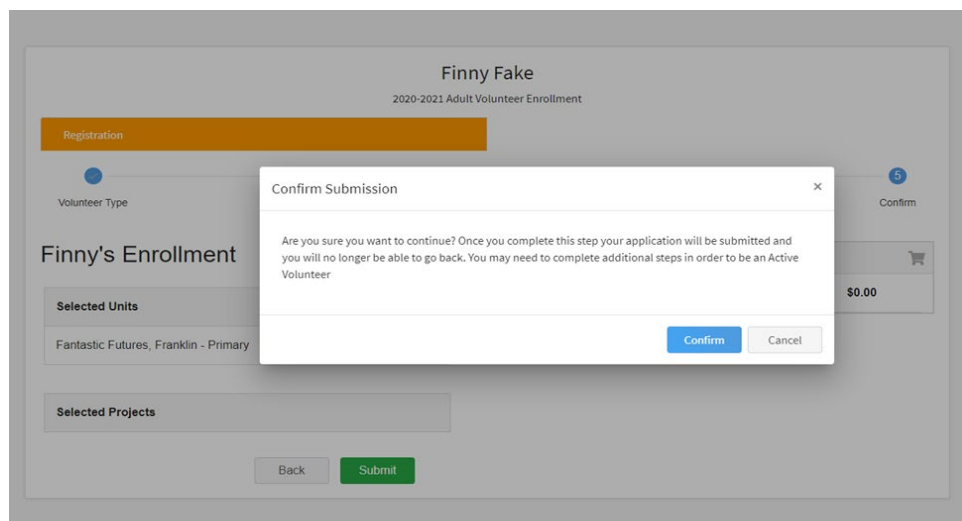 Finny Fake
2020-2021 Adult Volunteer Enrollment
Registration
Volunteer Type
5
Confirm
Confirm Submission
×
Are you sure you want to continue? Once you complete this step your application will be submitted and
you will no longer be able to go back. You may need to complete additional steps in order to be an Active
Volunteer
Confirm
Cancel
Finny's Enrollment
$0.00
Selected Units
Fantastic Futures, Franklin - Primary
Selected Projects
Back
Submit